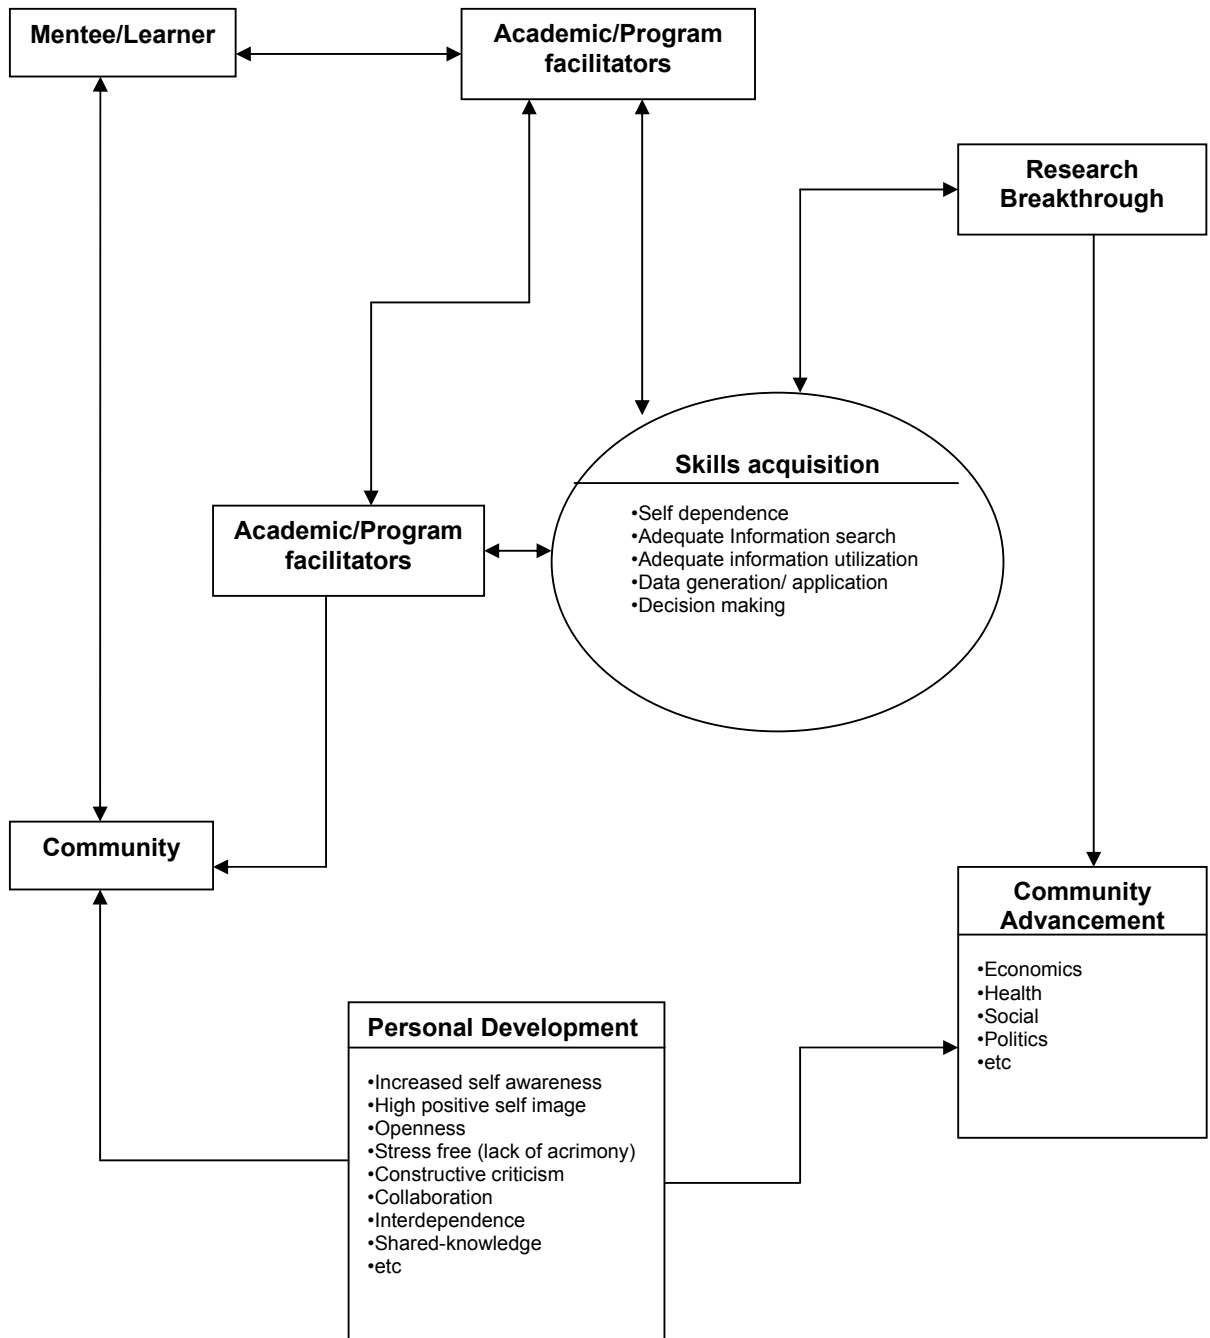 Mentee/Learner
Academic/Program
facilitators
Research
Breakthrough
Skills acquisition
•Self dependence
•Adequate Information search
•Adequate information utilization
•Data generation/ application
•Decision making
Academic/Program
facilitators
Community
Community
Advancement
•Economics
•Health
•Social
•Politics
•etc
Personal Development
•Increased self awareness
•High positive self image
•Openness
•Stress free (lack of acrimony)
•Constructive criticism
•Collaboration
•Interdependence
•Shared-knowledge
•etc